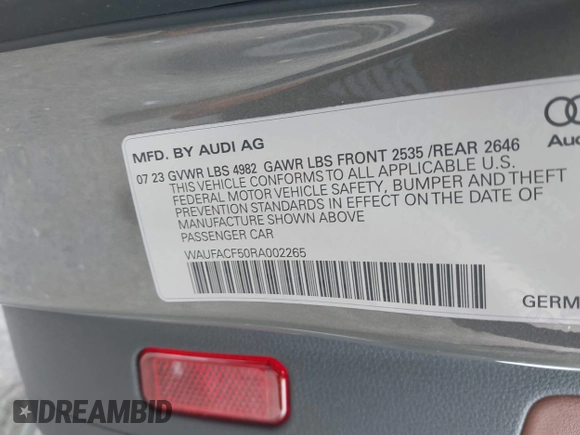 MFD. BY AUDI AG
07 23 GVWR LBS 4982 GAWR LBS FRONT 2535 /REAR 2646
THIS VEHICLE CONFORMS TO ALL APPLICABLE U.S.
FEDERAL MOTOR VEHICLE SAFETY, BUMPER AND THEFT
PREVENTION STANDARDS IN EFFECT ON THE DATE OF
MANUFACTURE SHOWN ABOVE
PASSENGER CAR
WAUFACF50RA002265
Aud
GERM
DREAMBID